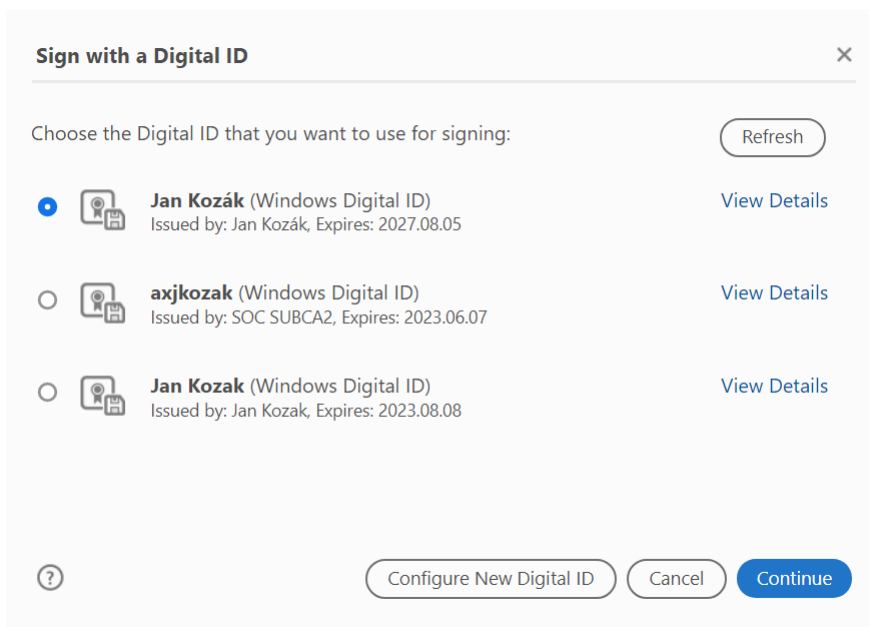 Sign with a Digital ID
Choose the Digital ID that you want to use for signing:
Refresh
Jan Kozák (Windows Digital ID)
View Details
Issued by: Jan Kozák, Expires: 2027.08.05
axjkozak (Windows Digital ID)
View Details
Issued by: SOC SUBCA2, Expires: 2023.06.07
Jan Kozak (Windows Digital ID)
View Details
Issued by: Jan Kozak, Expires: 2023.08.08
?
Configure New Digital ID
Cancel
Continue